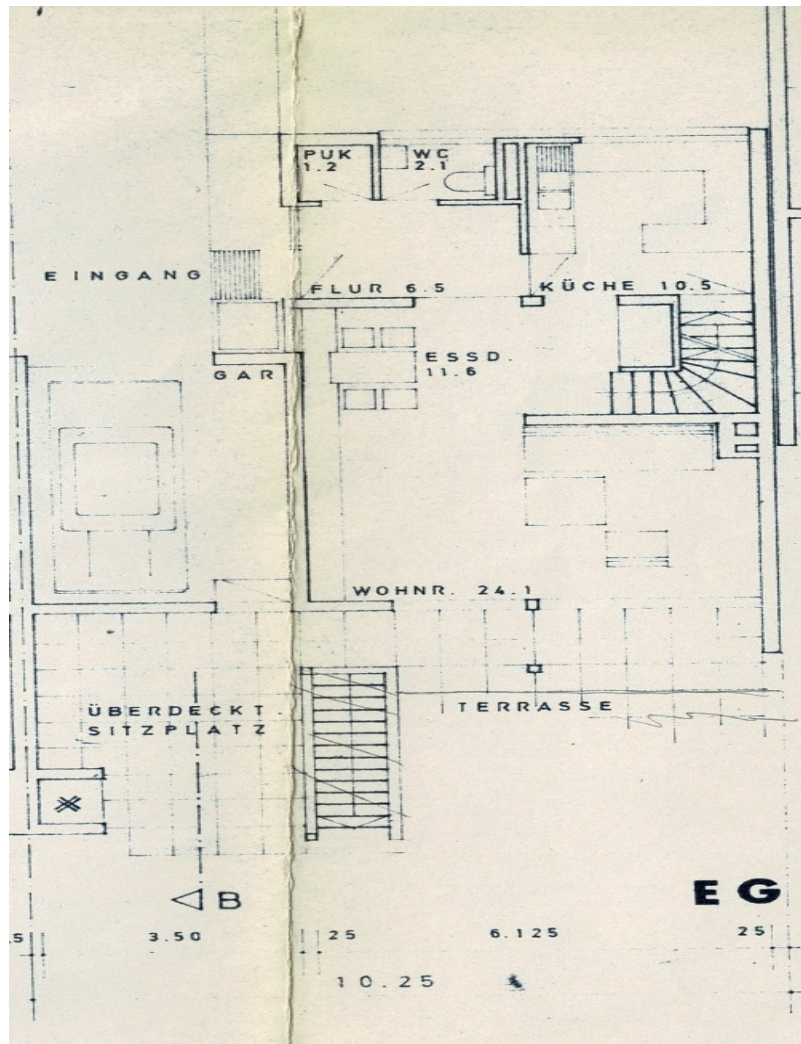 PUK
1.2
WC
2.1
EINGANG
FLUR 6.5
KÜCHE 10.5
ESSD.
11.6
GAR
WOHNR. 24.1
ÜBERDECKT.
SITZPLATZ
TERRASSE
B
EG
5
3.50
25
6.125
25
10.25